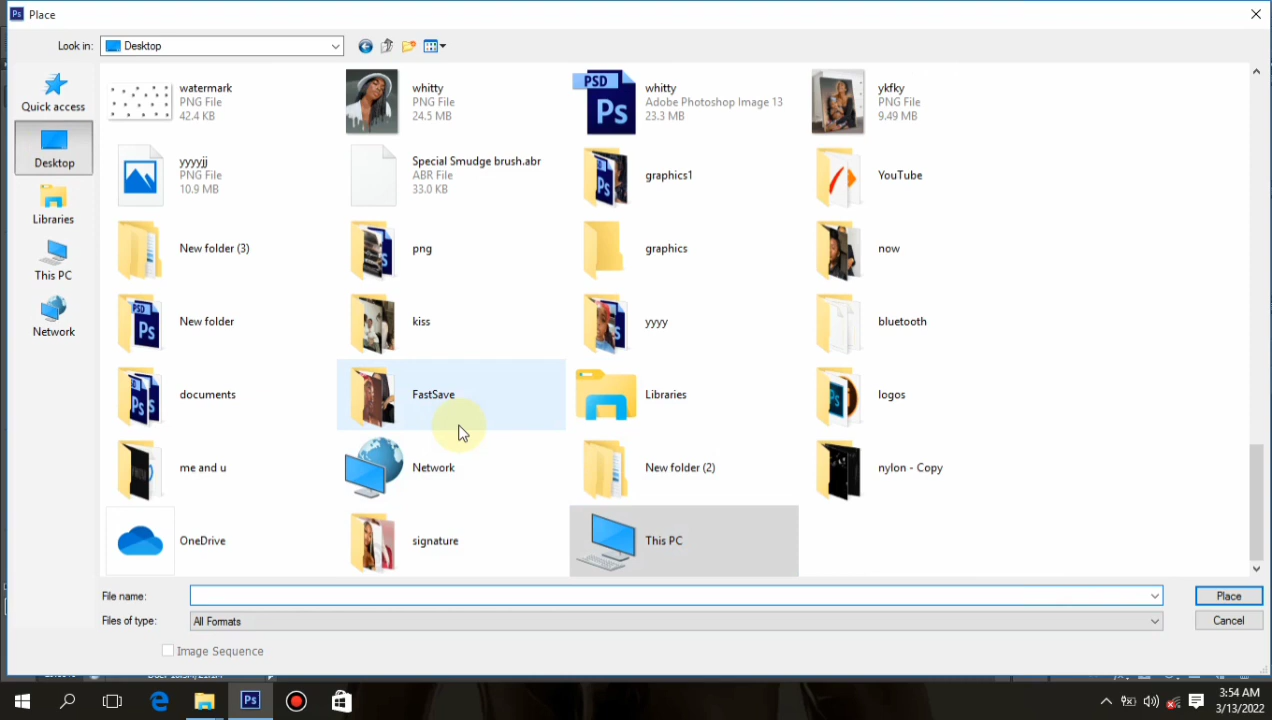 Place
Look in:
Desktop
Quick access
Desktop
Libraries
This PC
Network
watermark
PNG File
42.4 KB
whitty
PNG File
24.5 MB
PSD
Ps
whitty
Adobe Photoshop Image 13
23.3 MB
ykfky
PNG File
9.49 MB
yyyyjj
PNG File
10.9 MB
Special Smudge brush.abr
ABR File
33.0 KB
graphics1
YouTube
New folder (3)
png
graphics
now
New folder
kiss
yyyy
bluetooth
documents
FastSave
Libraries
logos
me and u
Network
New folder (2)
nylon - Copy
OneDrive
signature
This PC
File name:
Place
Files of type:
All Formats
Cancel
Image Sequence
Ps
3:54 AM
3/13/2022